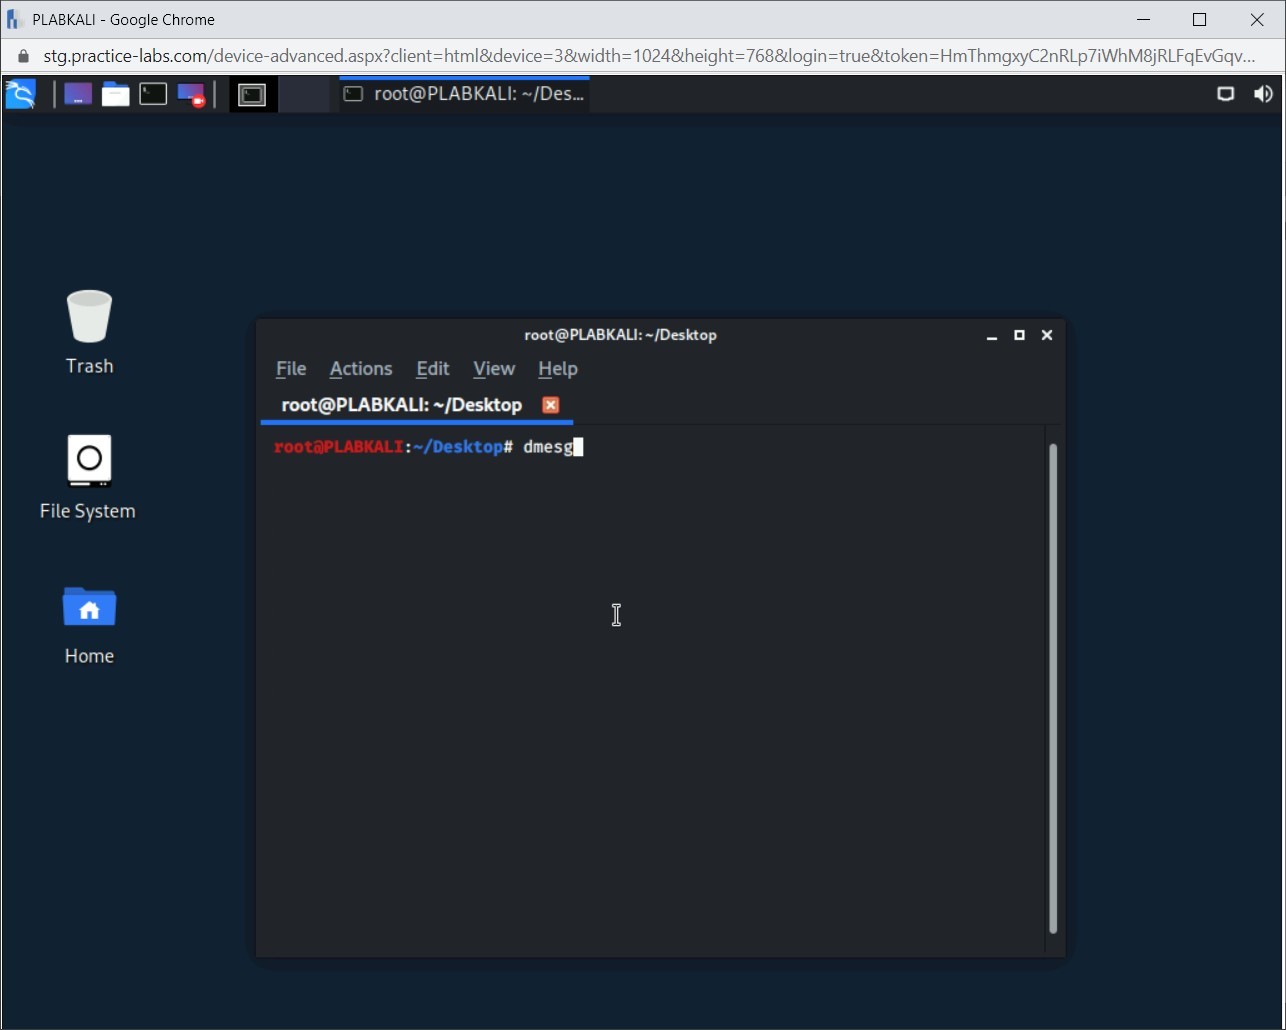 PLABKALI - Google Chrome
stg.practice-labs.com/device-advanced.aspx?client=html&device=3&width=1024&height=768&login=true&token=HmThmgxyC2nRLp7iWhM8jRLFqEvGqv...
root@PLABKALI: ~/Des...
Trash
File System
Home
root@PLABKALI: ~/Desktop
File Actions Edit View Help
root@PLABKALI: ~/Desktop
root@PLABKALI:~/Desktop# dmesg